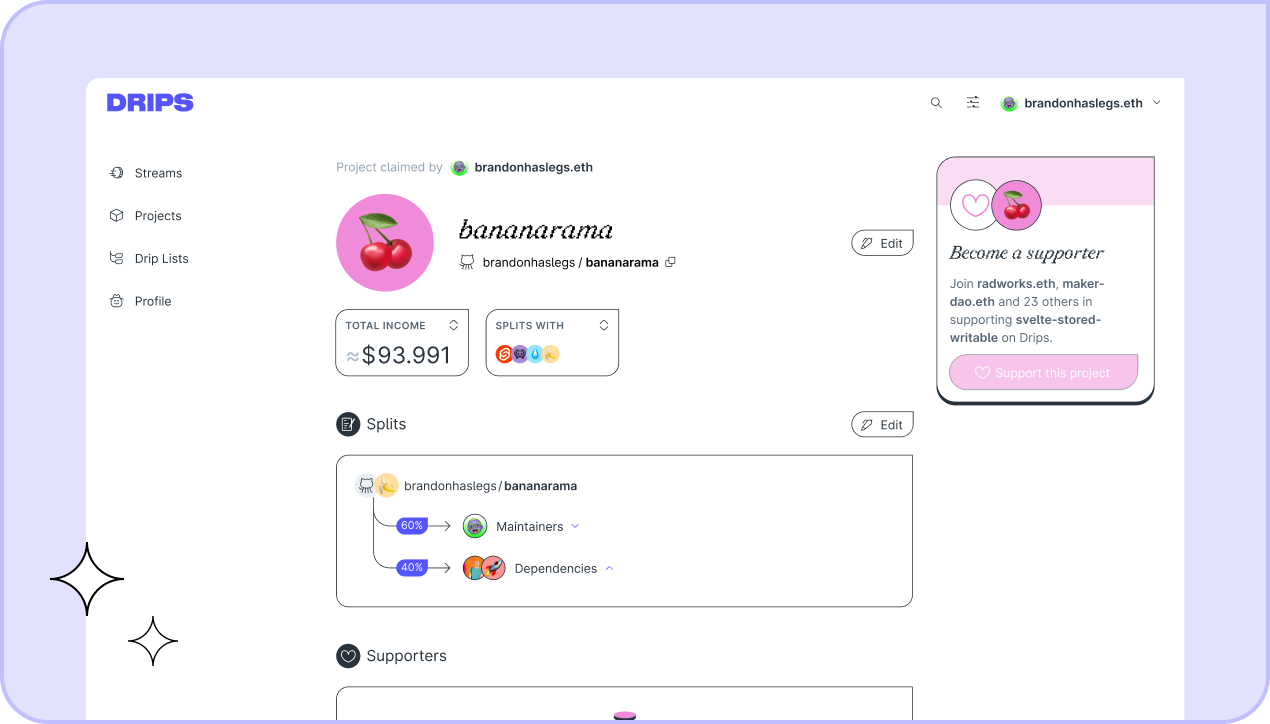 DRIPS
brandonhaslegs.eth
Streams
Projects
Drip Lists
Profile
Project claimed by brandonhaslegs.eth
bananarama
brandonhaslegs / bananarama
Edit
TOTAL INCOME
≈$93.991
SPLITS WITH
Splits
Edit
brandonhaslegs/bananarama
60% Maintainers
40% Dependencies
Supporters
Become a supporter
Join radworks.eth, maker-
dao.eth and 23 others in
supporting svelte-stored-
writable on Drips.
Support this project